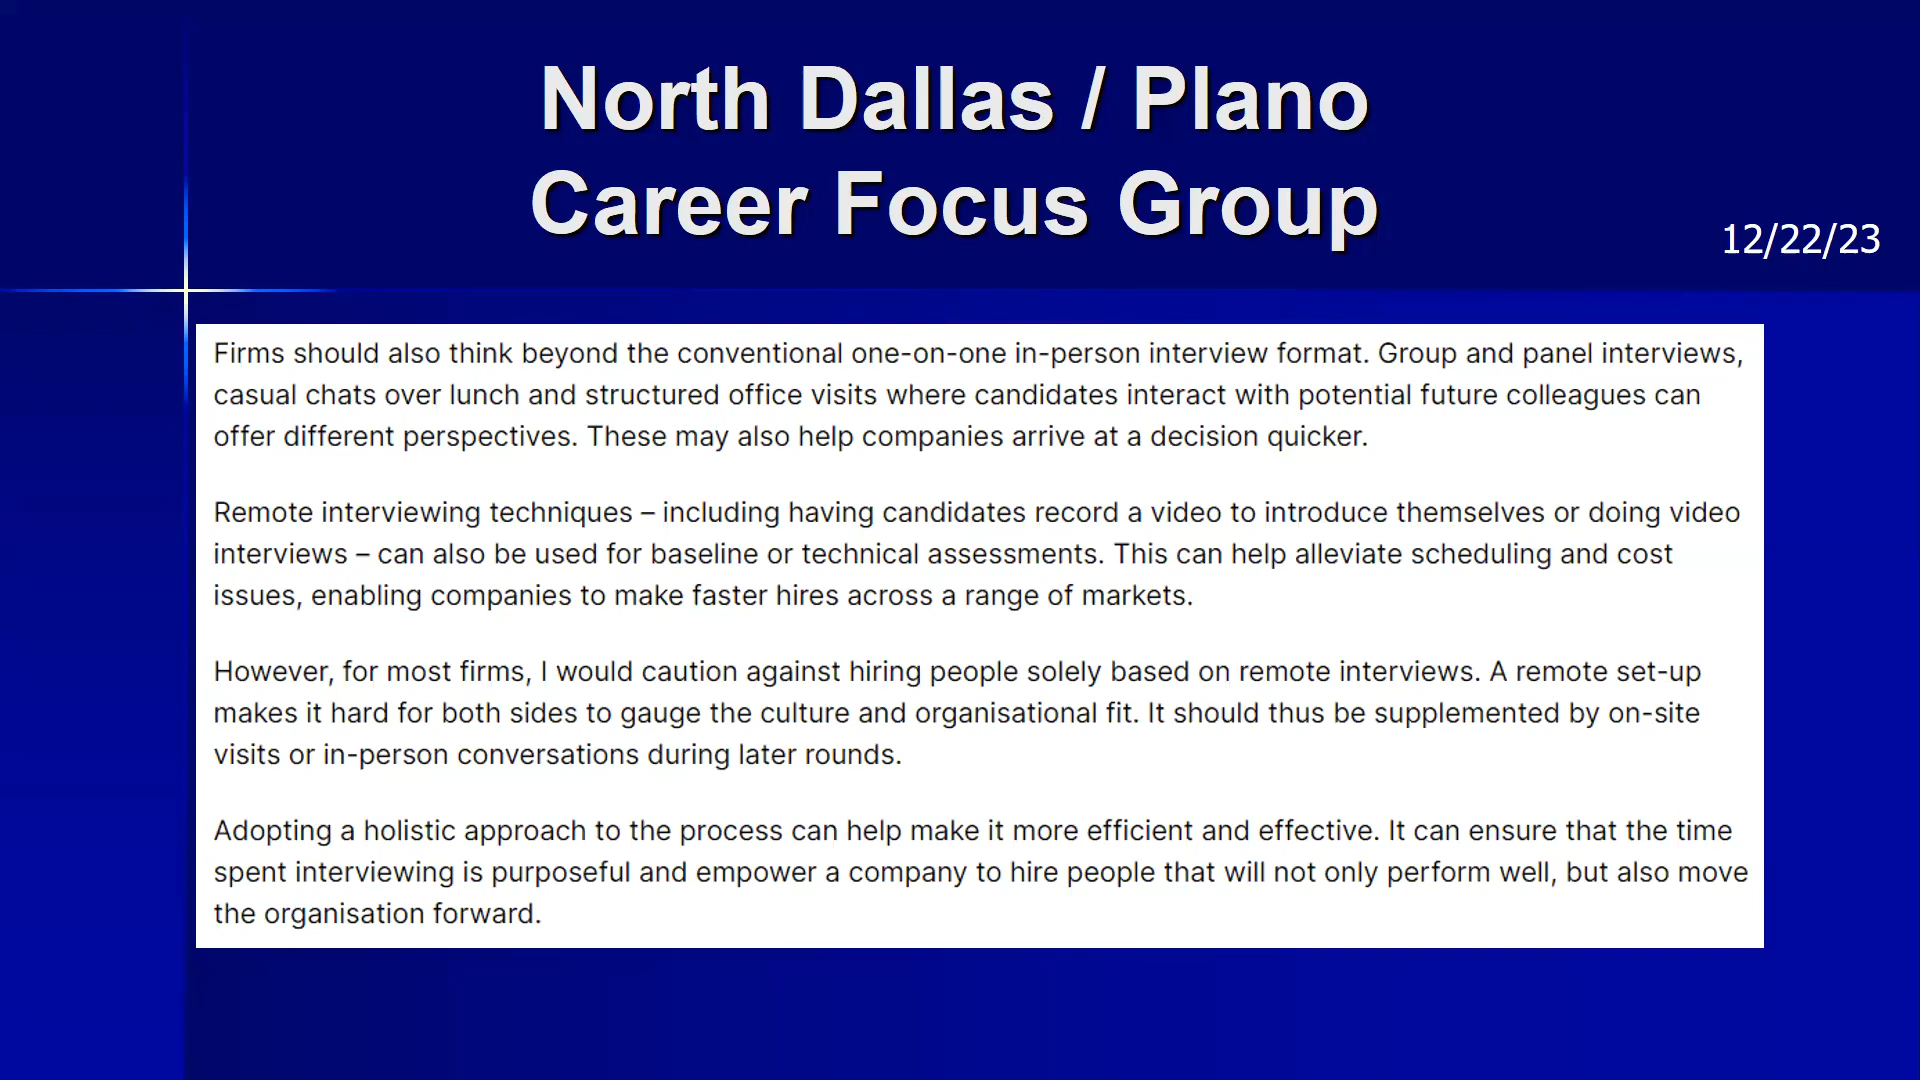 North Dallas / Plano
Career Focus Group
12/22/23
Firms should also think beyond the conventional one-on-one in-person interview format. Group and panel interviews,
casual chats over lunch and structured office visits where candidates interact with potential future colleagues can
offer different perspectives. These may also help companies arrive at a decision quicker.
Remote interviewing techniques – including having candidates record a video to introduce themselves or doing video
interviews – can also be used for baseline or technical assessments. This can help alleviate scheduling and cost
issues, enabling companies to make faster hires across a range of markets.
However, for most firms, I would caution against hiring people solely based on remote interviews. A remote set-up
makes it hard for both sides to gauge the culture and organisational fit. It should thus be supplemented by on-site
visits or in-person conversations during later rounds.
Adopting a holistic approach to the process can help make it more efficient and effective. It can ensure that the time
spent interviewing is purposeful and empower a company to hire people that will not only perform well, but also move
the organisation forward.